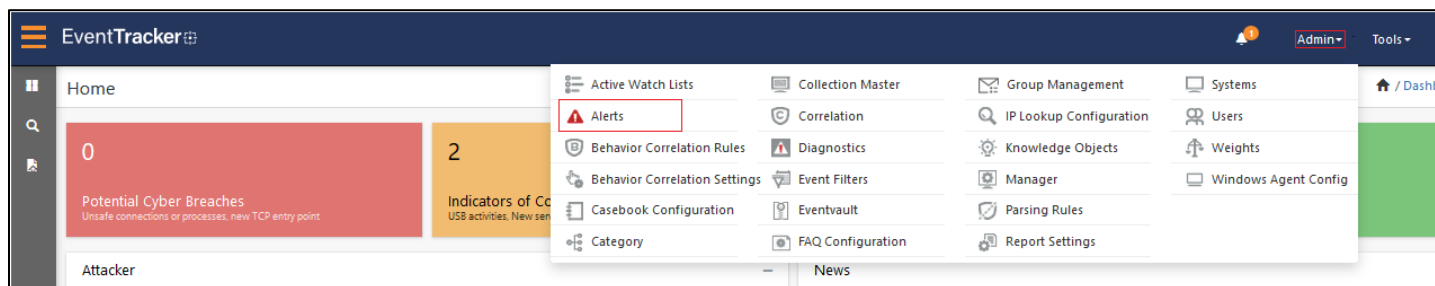 EventTracker
1
Admin
Tools
Home
/ Dashb
Active Watch Lists
Collection Master
Group Management
Systems
Alerts
Correlation
IP Lookup Configuration
Users
Behavior Correlation Rules
Diagnostics
Knowledge Objects
Weights
Behavior Correlation Settings
Event Filters
Manager
Windows Agent Config
Casebook Configuration
Eventvault
Parsing Rules
Category
FAQ Configuration
Report Settings
0
Potential Cyber Breaches
Unsafe connections or processes, new TCP entry point
2
Indicators of Co
USB activities, New ser
Attacker
News